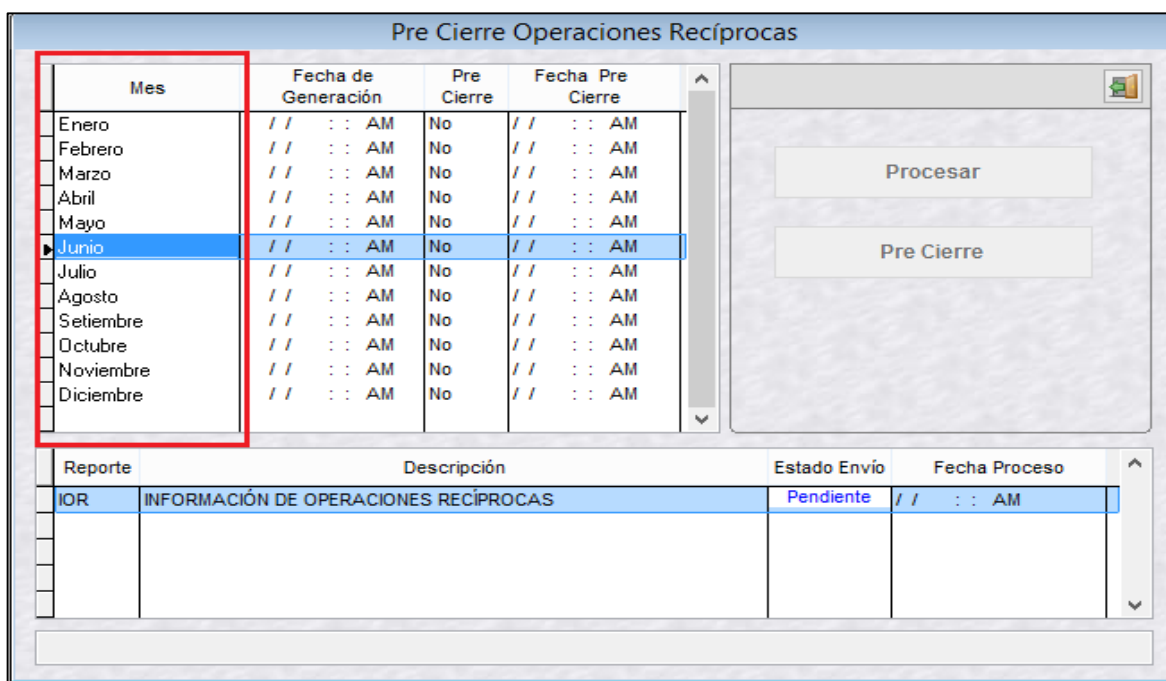 Pre Cierre Operaciones Recíprocas
Mes Fecha de Generación Pre Cierre Fecha Pre Cierre
Enero / / : : AM No / / : : AM
Febrero / / : : AM No / / : : AM
Marzo / / : : AM No / / : : AM
Abril / / : : AM No / / : : AM
Mayo / / : : AM No / / : : AM
Junio / / : : AM No / / : : AM
Julio / / : : AM No / / : : AM
Agosto / / : : AM No / / : : AM
Setiembre / / : : AM No / / : : AM
Octubre / / : : AM No / / : : AM
Noviembre / / : : AM No / / : : AM
Diciembre / / : : AM No / / : : AM
Procesar
Pre Cierre
Reporte Descripción Estado Envío Fecha Proceso
IOR INFORMACIÓN DE OPERACIONES RECÍPROCAS Pendiente / / : : AM